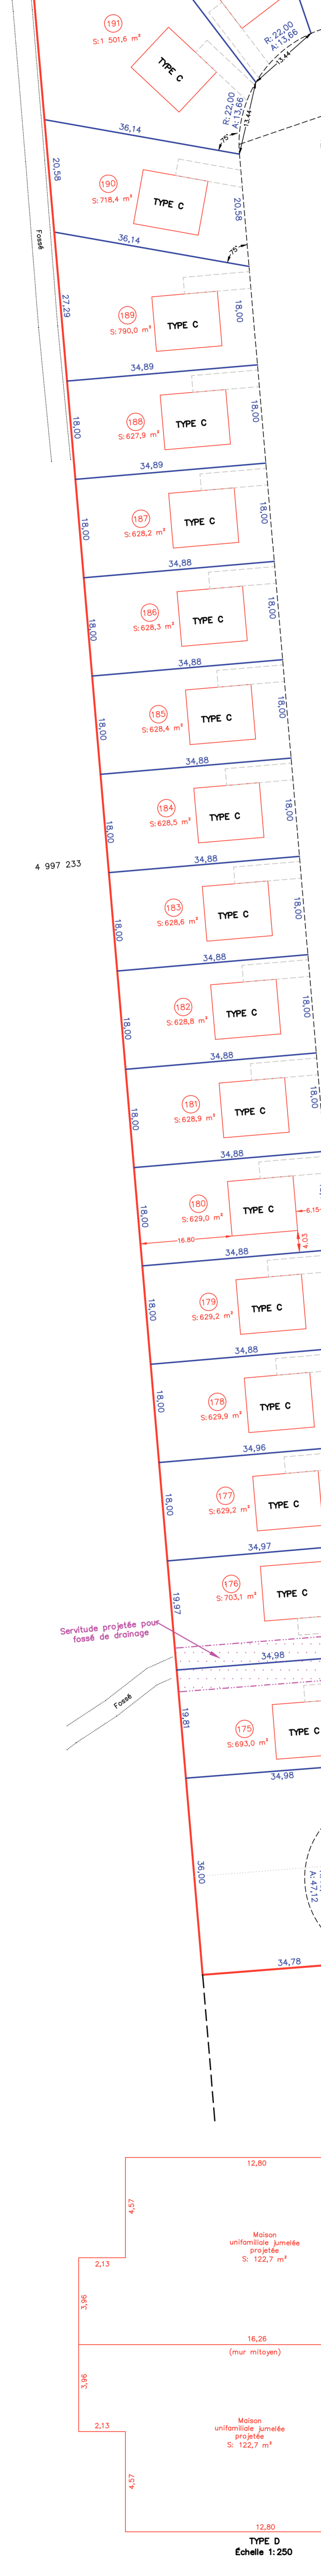 191
S: 1 501,6 m²
TYPE C
R: 22,00
A: 13,66
13,44
R: 22,00
A: 13,66
13,44
36,14
75°
20,58
190
S: 718,4 m²
TYPE C
20,58
Fossé
36,14
75°
27,29
189
S: 790,0 m²
TYPE C
18,00
34,89
18,00
188
S: 627,9 m²
TYPE C
18,00
34,89
18,00
187
S: 628,2 m²
TYPE C
18,00
34,88
18,00
186
S: 628,3 m²
TYPE C
18,00
34,88
18,00
185
S: 628,4 m²
TYPE C
18,00
34,88
18,00
184
S: 628,5 m²
TYPE C
18,00
34,88
4 997 233
18,00
183
S: 628,6 m²
TYPE C
18,00
34,88
18,00
182
S: 628,8 m²
TYPE C
18,00
34,88
18,00
181
S: 628,9 m²
TYPE C
18,00
34,88
18,00
180
S: 629,0 m²
TYPE C
6.15
16.80
4.03
34,88
18,00
179
S: 629,2 m²
TYPE C
34,88
18,00
178
S: 629,9 m²
TYPE C
34,96
18,00
177
S: 629,2 m²
TYPE C
34,97
19,97
176
S: 703,1 m²
TYPE C
Servitude projetée pour
fossé de drainage
34,98
Fossé
19,81
175
S: 693,0 m²
TYPE C
34,98
36,00
A: 47,12
34,78
12,80
4,57
Maison
unifamiliale jumelée
projetée
S: 122,7 m²
2,13
3,96
16,26
(mur mitoyen)
3,96
2,13
Maison
unifamiliale jumelée
projetée
S: 122,7 m²
4,57
12,80
TYPE D
Échelle 1: 250